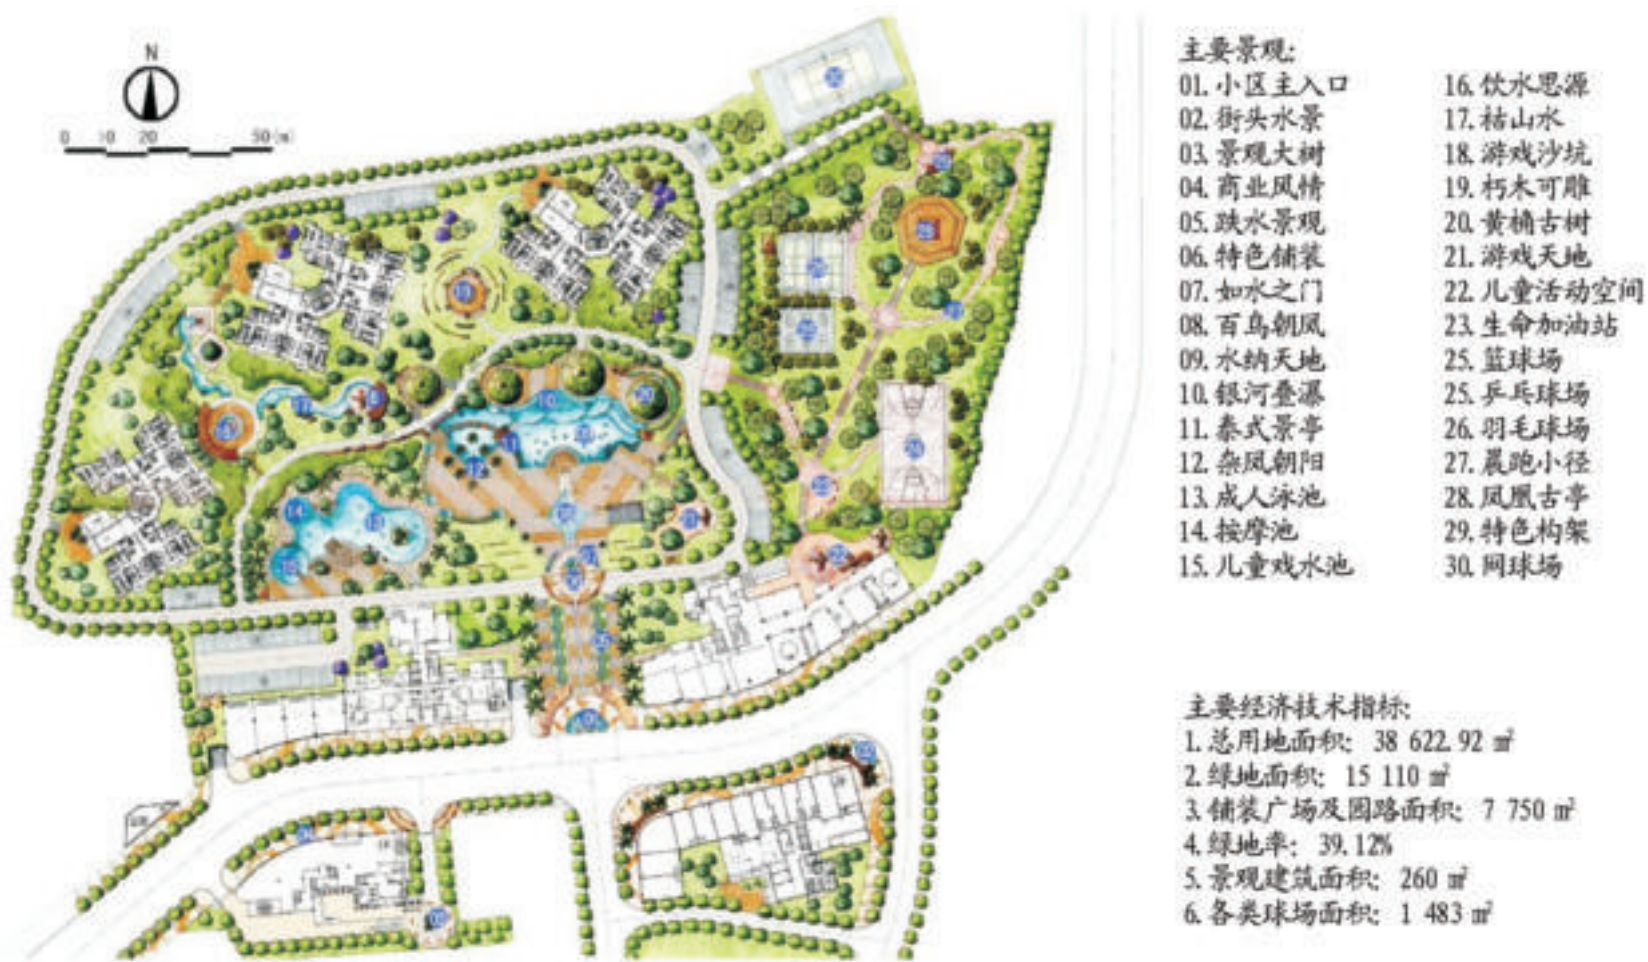 N
0 10 20 50(m)
主要景观:
01. 小区主入口
02. 街头水景
03. 景观大树
04. 商业风情
05. 跌水景观
06. 特色铺装
07. 如水之门
08. 百鸟朝凤
09. 水纳天地
10. 银河叠瀑
11. 泰式景亭
12. 杂凤朝阳
13. 成人泳池
14. 按摩池
15. 儿童戏水池
16. 饮水思源
17. 枯山水
18. 游戏沙坑
19. 朽木可雕
20. 黄桷古树
21. 游戏天地
22. 儿童活动空间
23. 生命加油站
25. 篮球场
25. 乒乓球场
26. 羽毛球场
27. 晨跑小径
28. 凤凰古亭
29. 特色构架
30. 网球场
主要经济技术指标:
1. 总用地面积: 38 622.92 ㎡
2. 绿地面积: 15 110 ㎡
3. 铺装广场及园路面积: 7 750 ㎡
4. 绿地率: 39.12%
5. 景观建筑面积: 260 ㎡
6. 各类球场面积: 1 483 ㎡